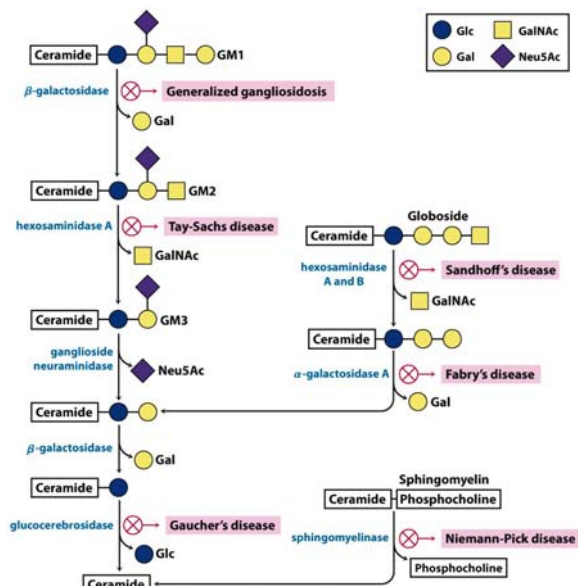 Glc
GalNAc
Gal
Neu5Ac
Ceramide
GM1
β-galactosidase
Generalized gangliosidosis
Gal
Ceramide
GM2
hexosaminidase A
Tay-Sachs disease
GalNAc
Ceramide
GM3
ganglioside
neuraminidase
Neu5Ac
Globoside
Ceramide
hexosaminidase
A and B
Sandhoff's disease
GalNAc
Ceramide
α-galactosidase A
Fabry's disease
Gal
Ceramide
β-galactosidase
Gal
Ceramide
glucocerebrosidase
Gaucher's disease
Glc
Sphingomyelin
Ceramide
Phosphocholine
sphingomyelinase
Niemann-Pick disease
Phosphocholine
Ceramide